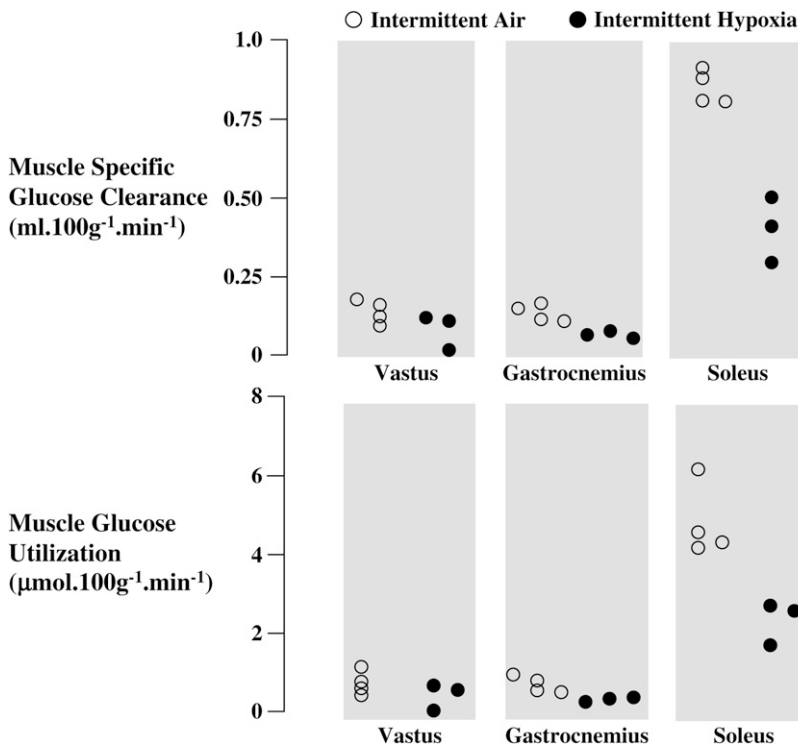 Intermittent Air Intermittent Hypoxia
1.0
0.75
Muscle Specific
Glucose Clearance
(ml.100g⁻¹.min⁻¹)
0.50
0.25
0
Vastus Gastrocnemius Soleus
8
6
Muscle Glucose
Utilization
(μmol.100g⁻¹.min⁻¹)
4
2
0
Vastus Gastrocnemius Soleus